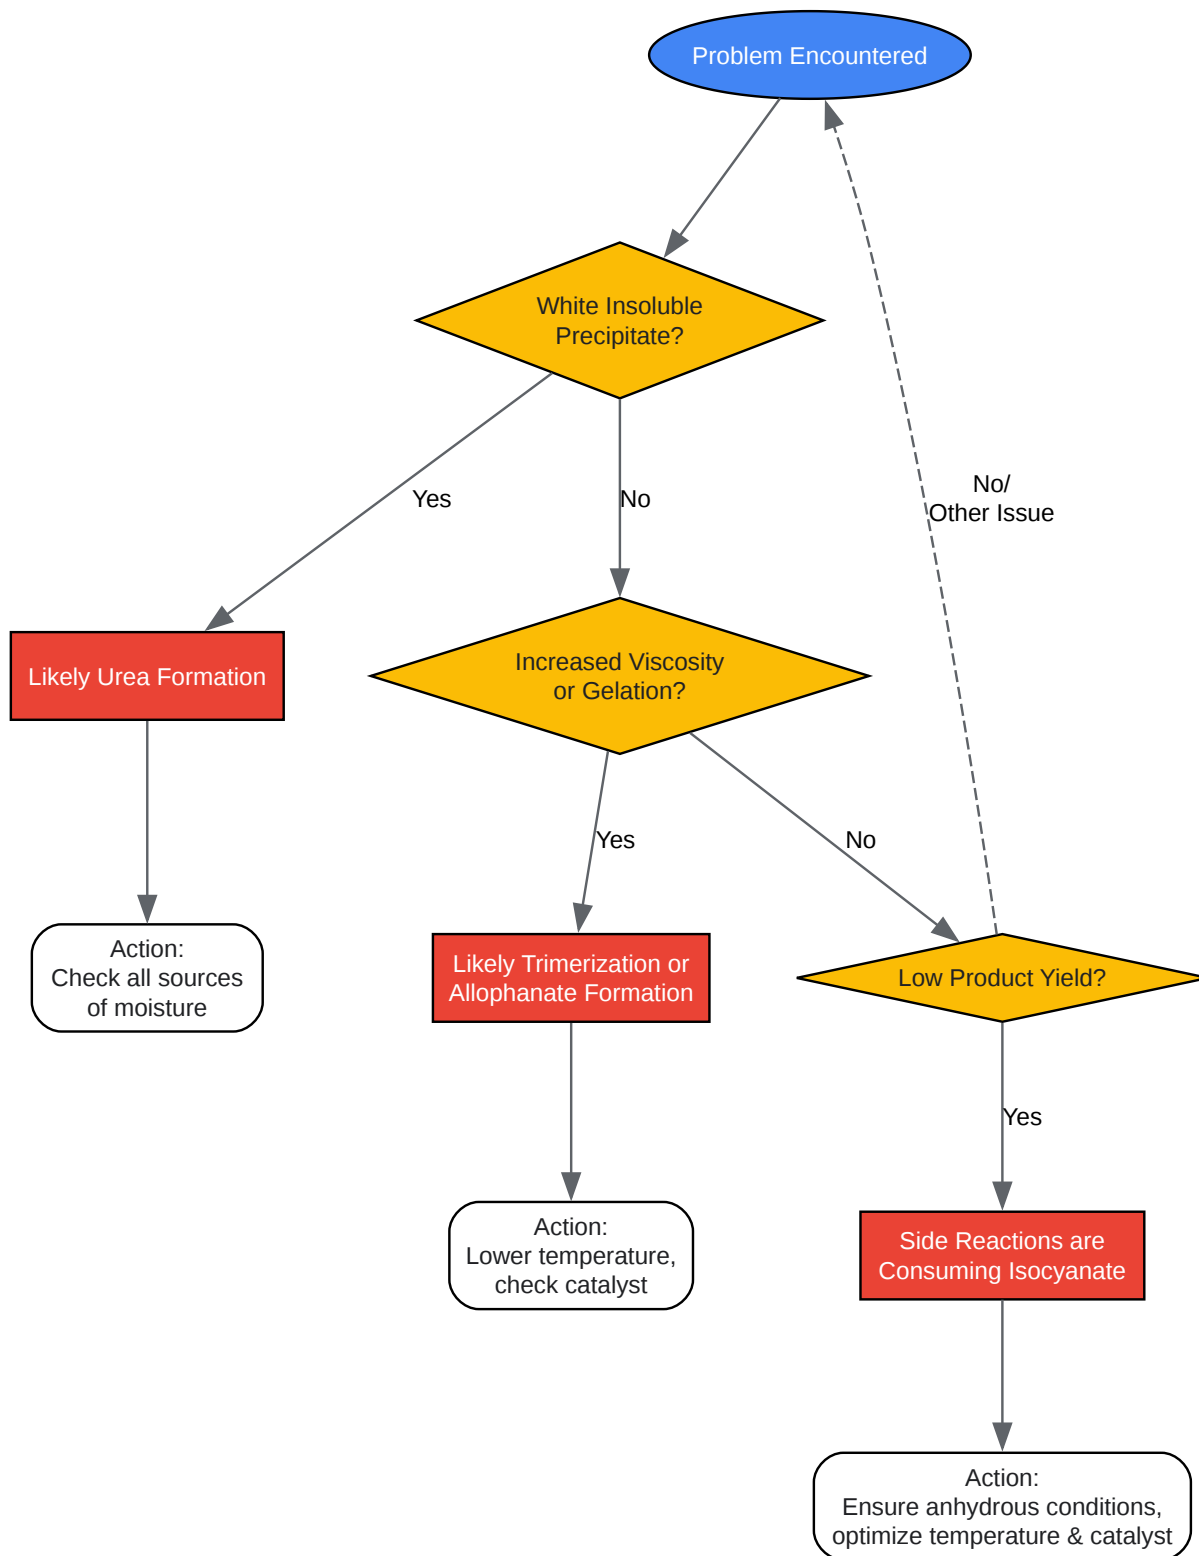 Problem Encountered
White Insoluble
Precipitate?
Yes
No
No/
Other Issue
Likely Urea Formation
Increased Viscosity
or Gelation?
Yes
No
Action:
Check all sources
of moisture
Likely Trimerization or
Allophanate Formation
Low Product Yield?
Yes
Action:
Lower temperature,
check catalyst
Side Reactions are
Consuming Isocyanate
Action:
Ensure anhydrous conditions,
optimize temperature & catalyst